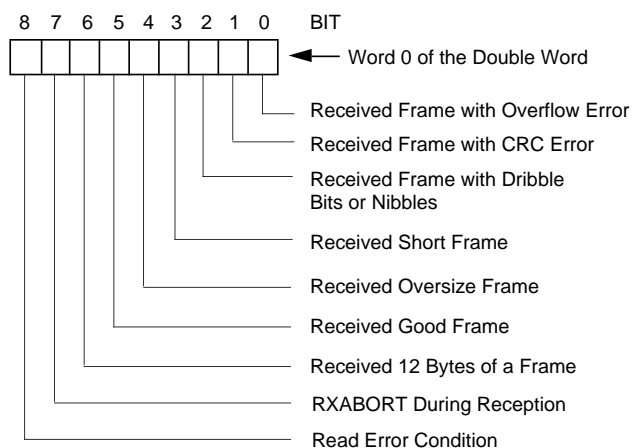 8 7 6 5 4 3 2 1 0 BIT
Word 0 of the Double Word
Received Frame with Overflow Error
Received Frame with CRC Error
Received Frame with Dribble
Bits or Nibbles
Received Short Frame
Received Oversize Frame
Received Good Frame
Received 12 Bytes of a Frame
RXABORT During Reception
Read Error Condition